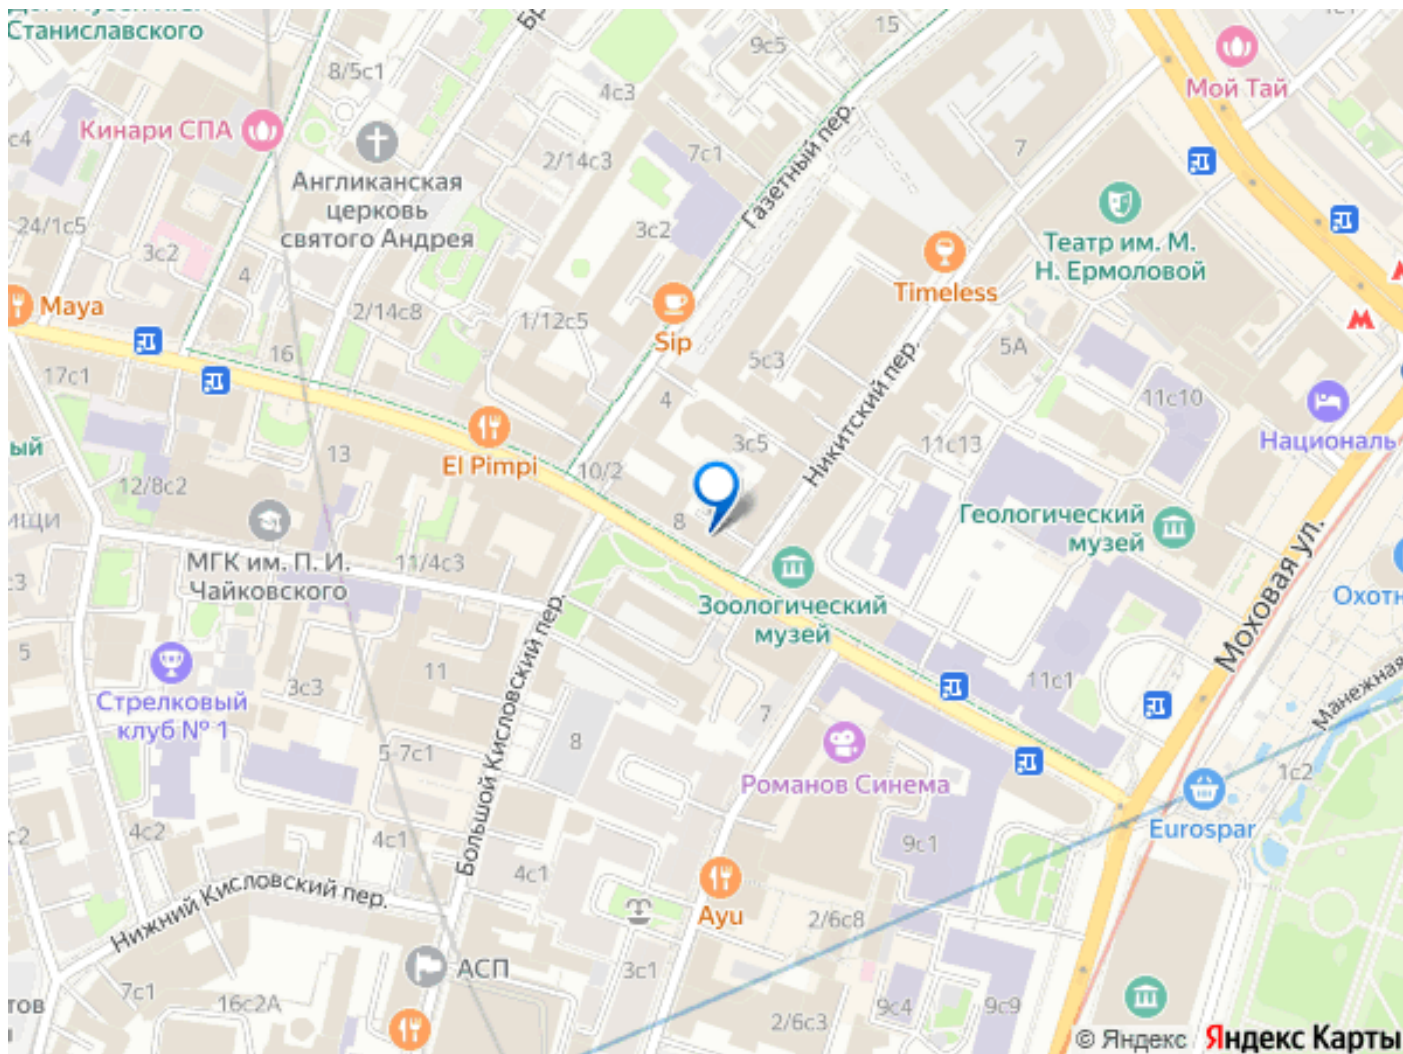 Станиславского
8/5с1
9с5
15
4с3
Мой Тай
Кинари СПА
7с1
2/14с3
7
Газетный пер.
Англиканская
церковь
святого Андрея
24/1с5
3с2
3с2
4
Театр им. М.
Н. Ермоловой
Timeless
Maya
2/14с8
1/12с5
Sip
16
5с3
5А
17с1
4
11с10
Никитский пер.
3с5
11с13
Националь
13
El Pimpi
10/2
12/8с2
8
Геологический
музей
МГК им. П. И.
Чайковского
11/4с3
Моховая ул.
Зоологический
музей
Большой Кисловский пер.
5
11
3с3
11с1
Манежная
Стрелковый
клуб № 1
7
8
5-7с1
Романов Синема
1с2
4с2
4с1
Eurospar
9с1
4с1
Нижний Кисловский пер.
Ayu
2/6с8
АСП
3с1
7с1
16с2А
9с4
9с9
2/6с3
© Яндекс Яндекс Карты